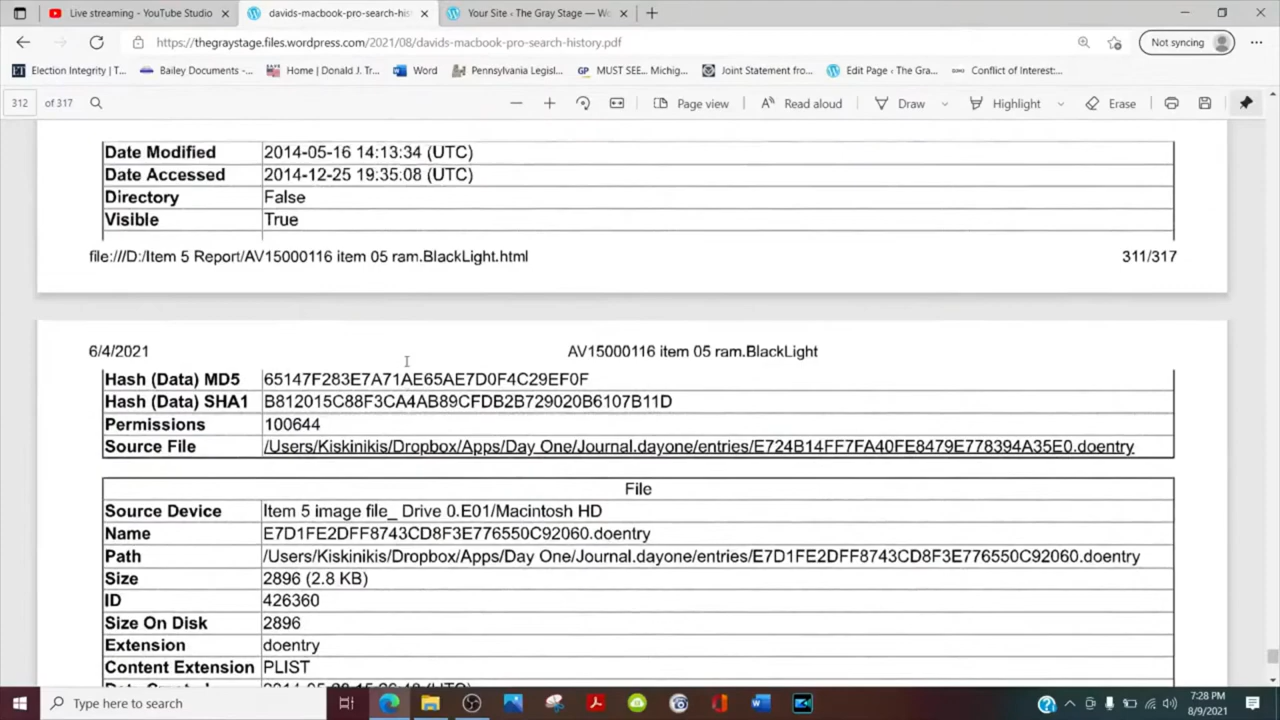 Live streaming - YouTube Studio
davids-macbook-pro-search-his
Your Site ‹ The Gray Stage — Wo
https://thegraystage.files.wordpress.com/2021/08/davids-macbook-pro-search-history.pdf
Not syncing
Election Integrity | T...
Bailey Documents -...
Home | Donald J. Tr...
Word
Pennsylvania Legisl...
MUST SEE... Michig...
Joint Statement fro...
Edit Page ‹ The Gra...
Conflict of Interest:...
312 of 317
Page view
Read aloud
Draw
Highlight
Erase
Date Modified 2014-05-16 14:13:34 (UTC)
Date Accessed 2014-12-25 19:35:08 (UTC)
Directory False
Visible True
file:///D:/Item 5 Report/AV15000116 item 05 ram.BlackLight.html 311/317
6/4/2021 AV15000116 item 05 ram.BlackLight
Hash (Data) MD5 65147F283E7A71AE65AE7D0F4C29EF0F
Hash (Data) SHA1 B812015C88F3CA4AB89CFDB2B729020B6107B11D
Permissions 100644
Source File /Users/Kiskinikis/Dropbox/Apps/Day One/Journal.dayone/entries/E724B14FF7FA40FE8479E778394A35E0.doentry
File
Source Device Item 5 image file_ Drive 0.E01/Macintosh HD
Name E7D1FE2DFF8743CD8F3E776550C92060.doentry
Path /Users/Kiskinikis/Dropbox/Apps/Day One/Journal.dayone/entries/E7D1FE2DFF8743CD8F3E776550C92060.doentry
Size 2896 (2.8 KB)
ID 426360
Size On Disk 2896
Extension doentry
Content Extension PLIST
Type here to search
7:28 PM
8/9/2021